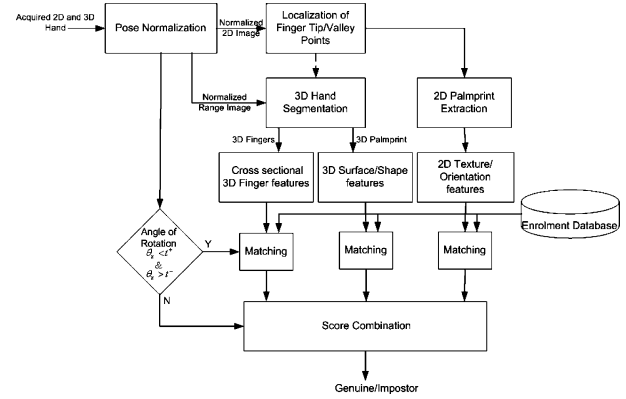 Acquired 2D and 3D
Hand
Pose Normalization
Normalized
2D Image
Localization of
Finger Tip/Valley
Points
Normalized
Range Image
3D Hand
Segmentation
2D Palmprint
Extraction
3D Fingers
3D Palmprint
Cross sectional
3D Finger features
3D Surface/Shape
features
2D Texture/
Orientation
features
Enrolment Database
Angle of
Rotation
θx <t+
&
θx >t−
Y
N
Matching
Matching
Matching
Score Combination
Genuine/Impostor